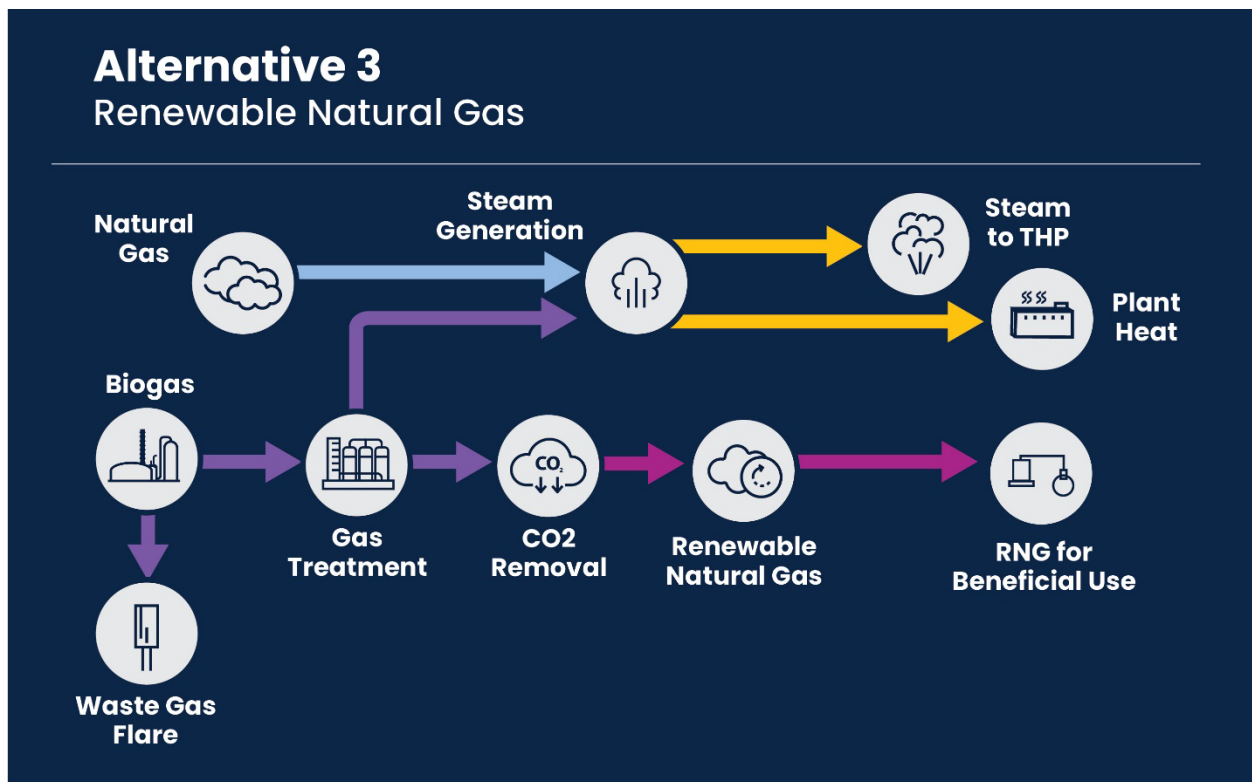 Alternative 3
Renewable Natural Gas
Natural
Gas
Steam
Generation
Steam
to THP
Plant
Heat
Biogas
Gas
Treatment
CO₂
CO2
Removal
Renewable
Natural Gas
RNG for
Beneficial Use
Waste Gas
Flare